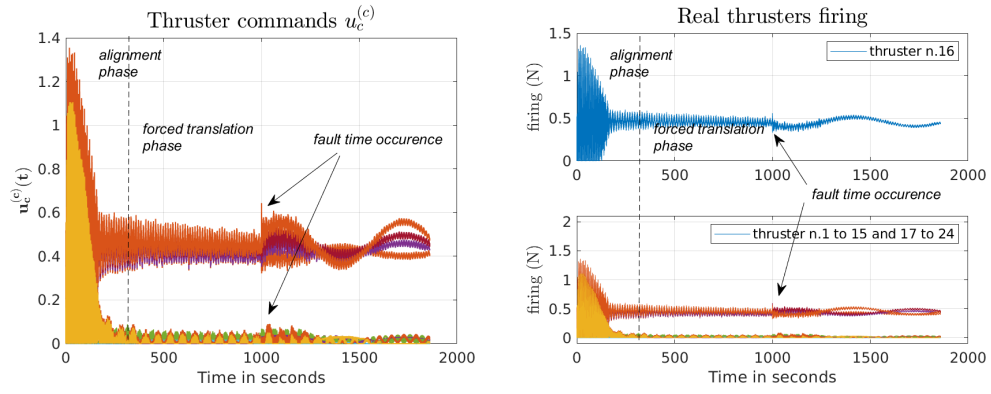 Thruster commands u_c^(c)
1.4
1.2
1
0.8
0.6
0.4
0.2
0
u_c^(c)(t)
alignment
phase
forced translation
phase
fault time occurence
0 500 1000 1500 2000
Time in seconds
Real thrusters firing
1.5
1
0.5
0
firing (N)
alignment
phase
thruster n.16
forced translation
phase
0 500 1000 1500 2000
fault time occurence
2
1.5
1
0.5
0
firing (N)
thruster n.1 to 15 and 17 to 24
0 500 1000 1500 2000
Time in seconds